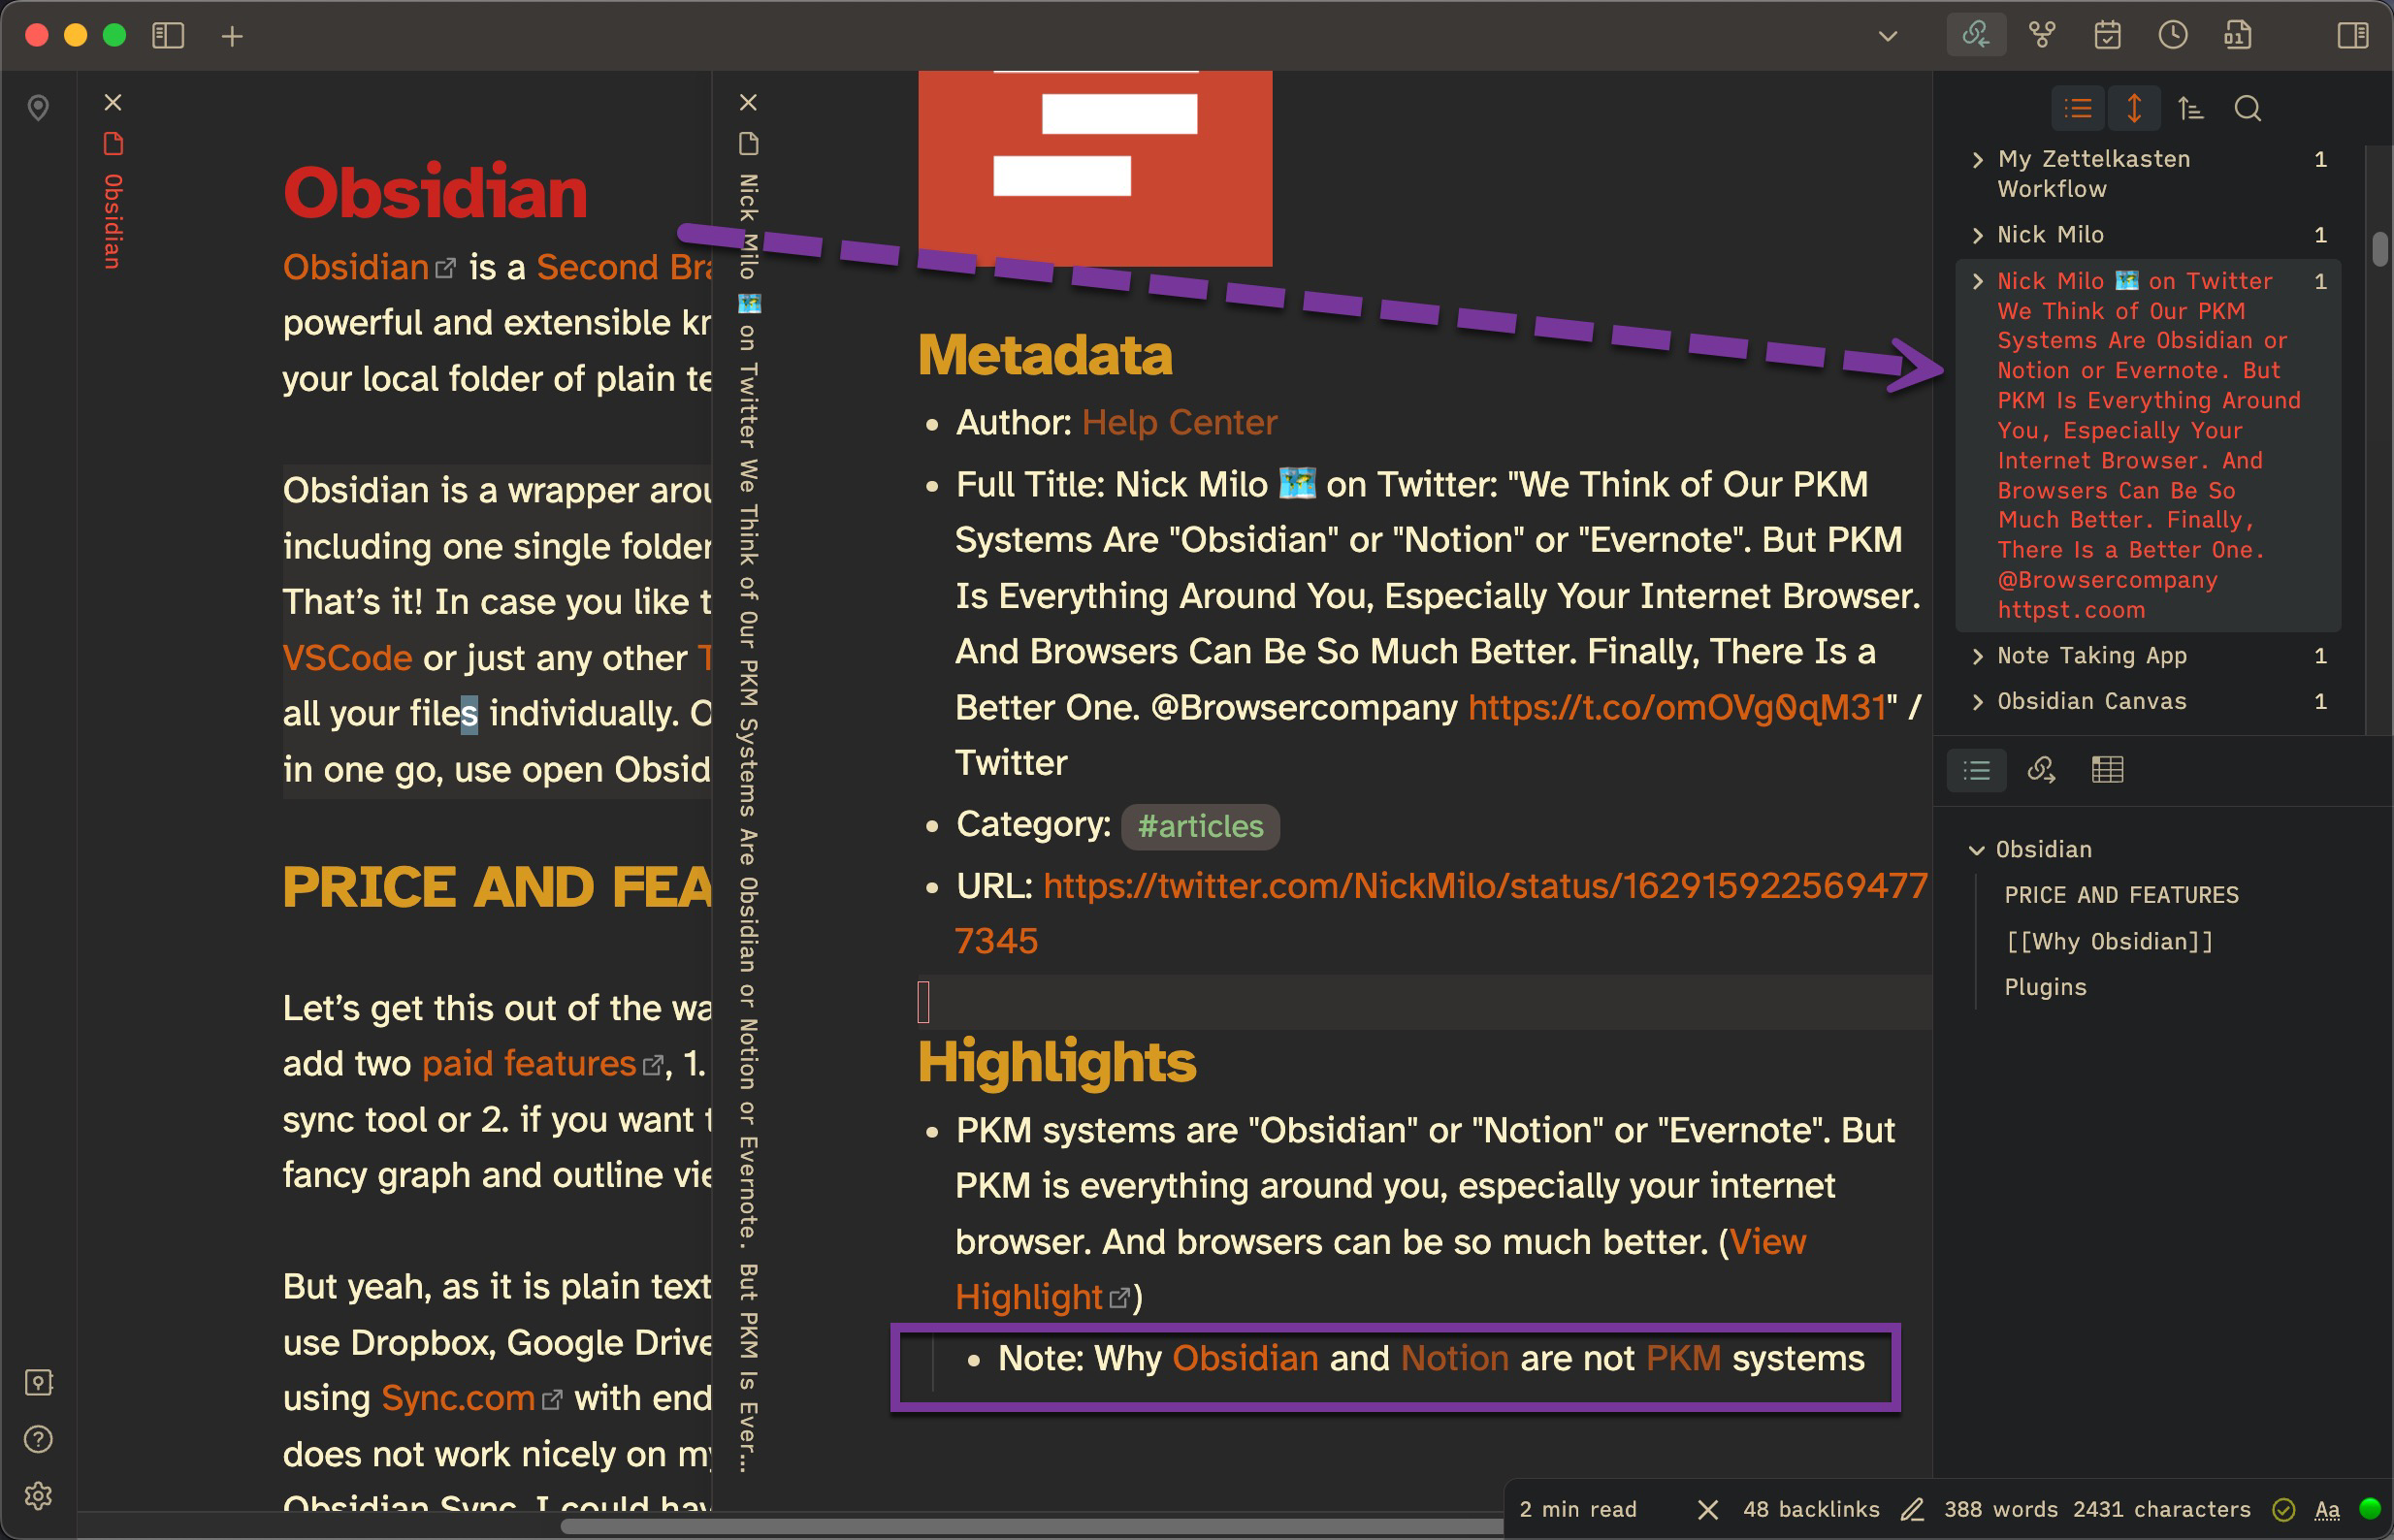 Obsidian
Obsidian
Obsidian is a Second Bra
powerful and extensible kn
your local folder of plain te
Obsidian is a wrapper arou
including one single folder
That's it! In case you like t
VSCode or just any other T
all your files individually. O
in one go, use open Obsid
PRICE AND FEA
Let's get this out of the wa
add two paid features, 1.
sync tool or 2. if you want t
fancy graph and outline vie
But yeah, as it is plain text
use Dropbox, Google Drive
using Sync.com with end
does not work nicely on my
Obsidian Sync. I could hav
Nick Milo 🗺️ on Twitter We Think of Our PKM Systems Are Obsidian or Notion or Evernote. But PKM Is Ever...
Metadata
• Author: Help Center
• Full Title: Nick Milo 🗺️ on Twitter: "We Think of Our PKM
Systems Are "Obsidian" or "Notion" or "Evernote". But PKM
Is Everything Around You, Especially Your Internet Browser.
And Browsers Can Be So Much Better. Finally, There Is a
Better One. @Browsercompany https://t.co/omOVg0qM31" /
Twitter
• Category: #articles
• URL: https://twitter.com/NickMilo/status/162915922569477
7345
Highlights
• PKM systems are "Obsidian" or "Notion" or "Evernote". But
PKM is everything around you, especially your internet
browser. And browsers can be so much better. (View
Highlight)
• Note: Why Obsidian and Notion are not PKM systems
My Zettelkasten 1
Workflow
Nick Milo 1
Nick Milo 🗺️ on Twitter 1
We Think of Our PKM
Systems Are Obsidian or
Notion or Evernote. But
PKM Is Everything Around
You, Especially Your
Internet Browser. And
Browsers Can Be So
Much Better. Finally,
There Is a Better One.
@Browsercompany
httpst.coom
Note Taking App 1
Obsidian Canvas 1
Obsidian
PRICE AND FEATURES
[[Why Obsidian]]
Plugins
2 min read 48 backlinks 388 words 2431 characters Aa